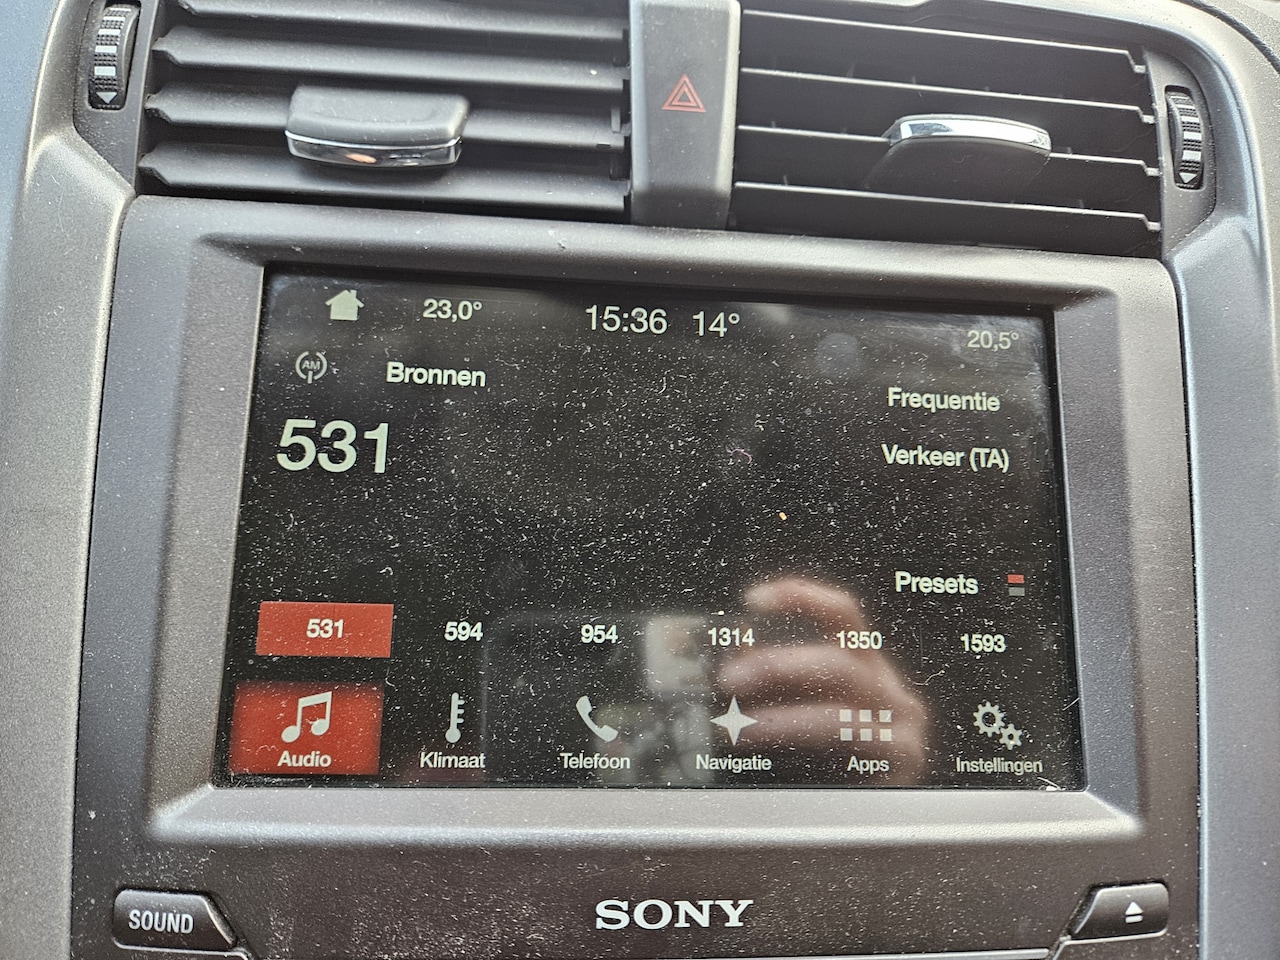 23,0° 15:36 14° 20,5°
AM Bronnen
Frequentie
531
Verkeer (TA)
Presets
531 594 954 1314 1350 1593
Audio Klimaat Telefoon Navigatie Apps Instellingen
SOUND SONY